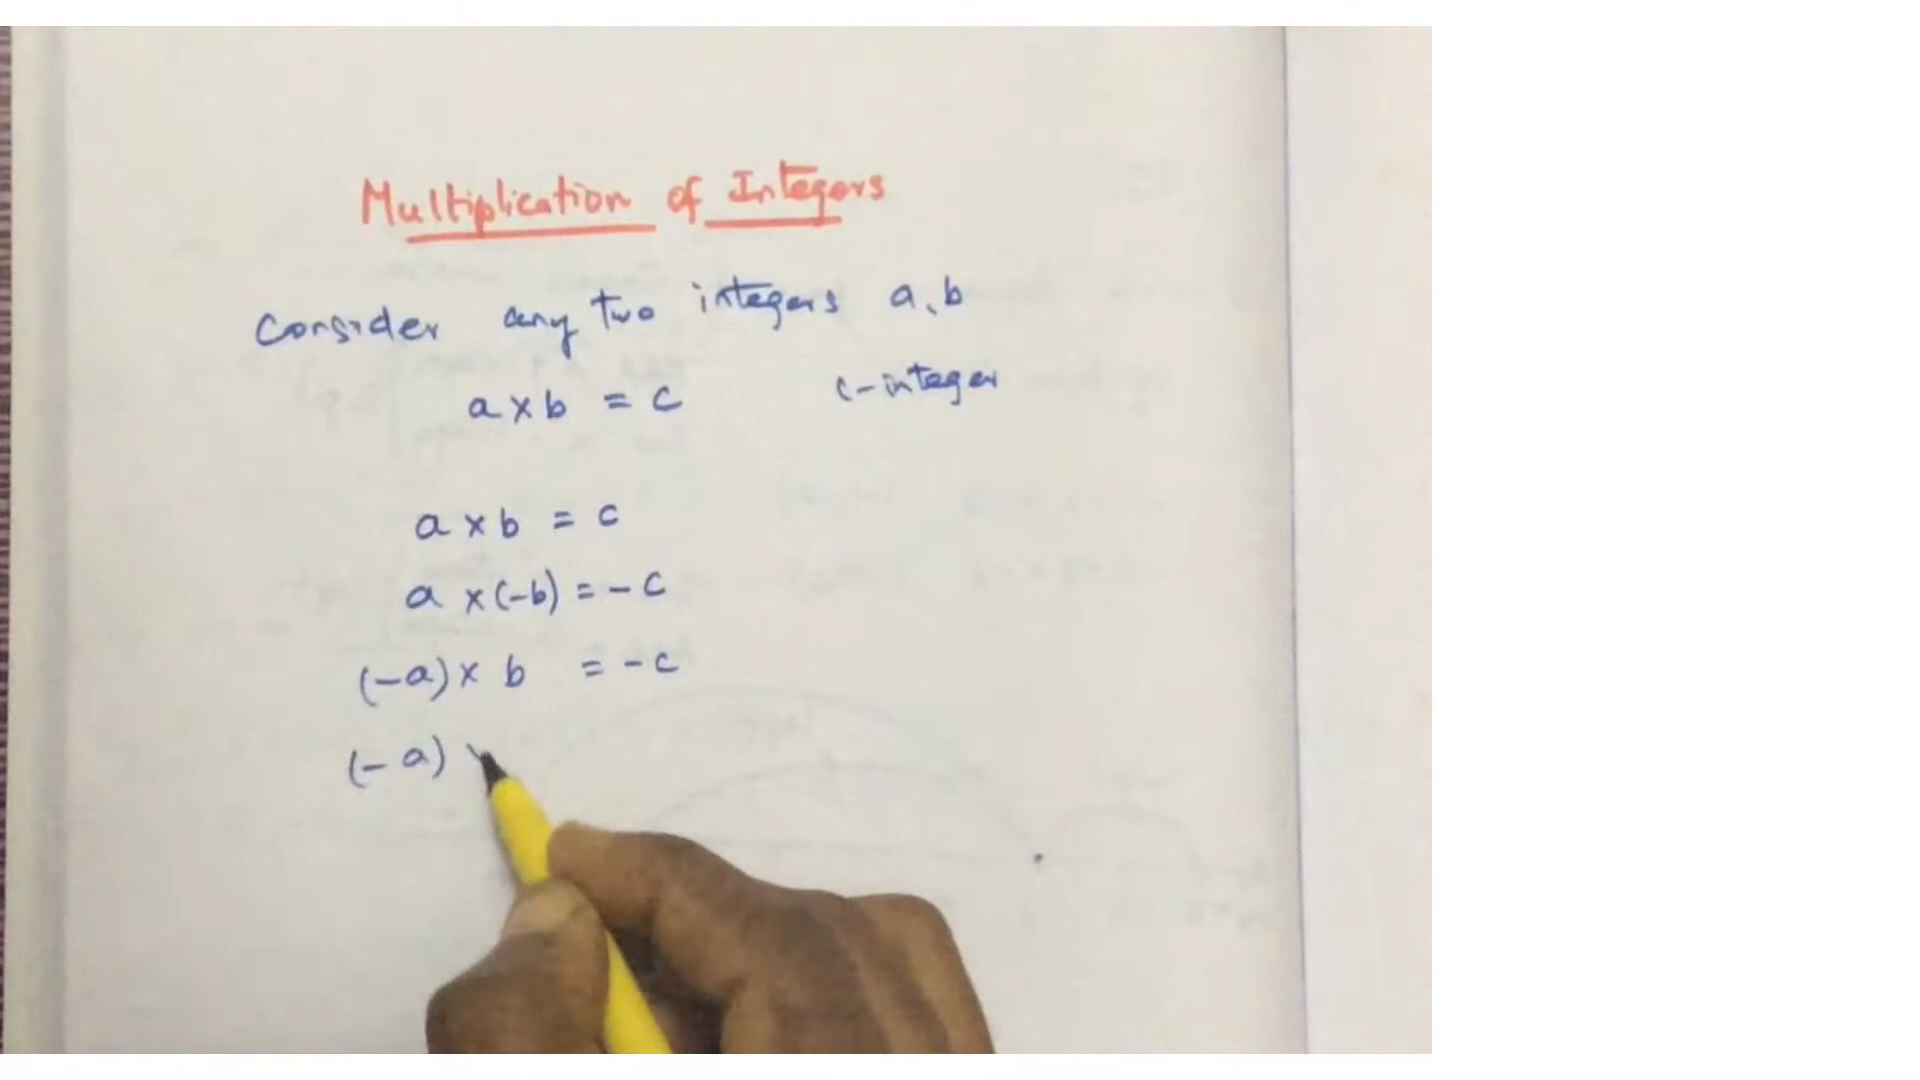 Multiplication of Integers
Consider any two integers a, b
a × b = c c-integer
a × b = c
a × (-b) = - c
(-a) × b = - c
(- a)